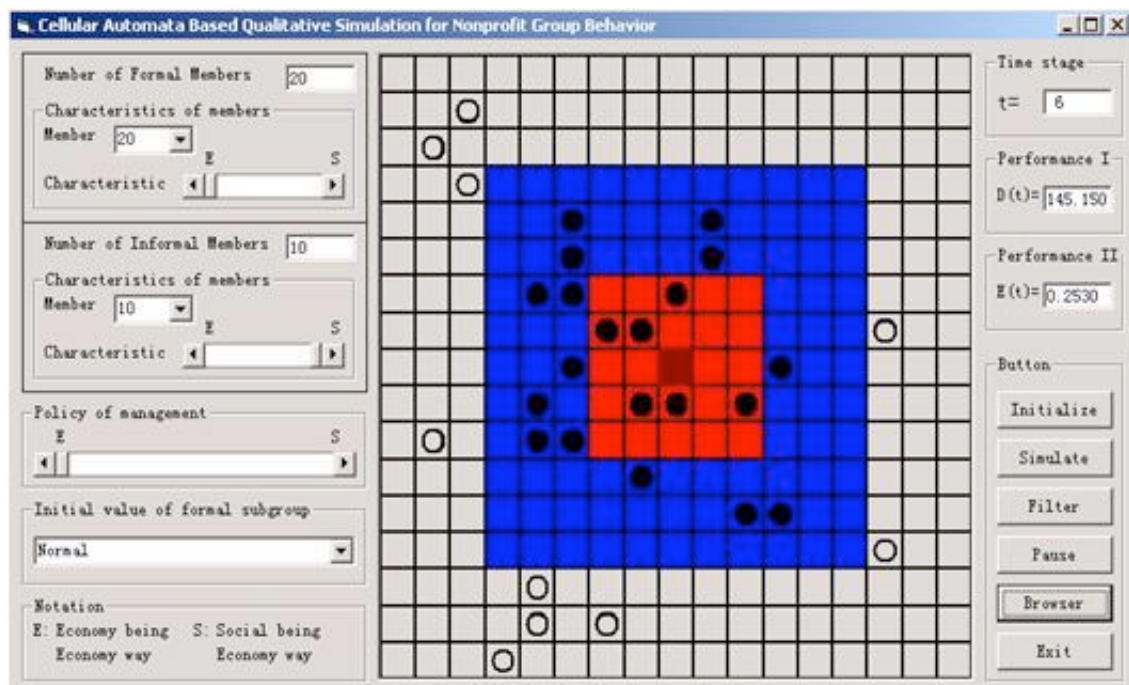 Cellular Automata Based Qualitative Simulation for Nonprofit Group Behavior
Number of Formal Members 20
Characteristics of members
Member 20
E S
Characteristic
Number of Informal Members 10
Characteristics of members
Member 10
E S
Characteristic
Policy of management
E S
Initial value of formal subgroup
Normal
Notation
E: Economy being S: Social being
Economy way Economy way
Time stage
t= 6
Performance I
D(t)= 145.150
Performance II
E(t)= 0.2530
Button
Initialize
Simulate
Filter
Pause
Browser
Exit